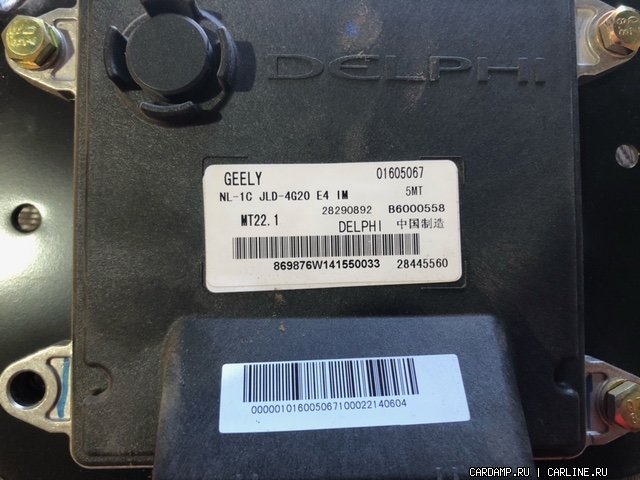 DELPHI
GEELY 01605067
NL-1C JLD-4G20 E4 IM 5MT
28290892 B6000558
MT22.1 DELPHI 中国制造
869876W141550033 28445560
000001016005067100022140604
CARDAMP.RU | CARLINE.RU